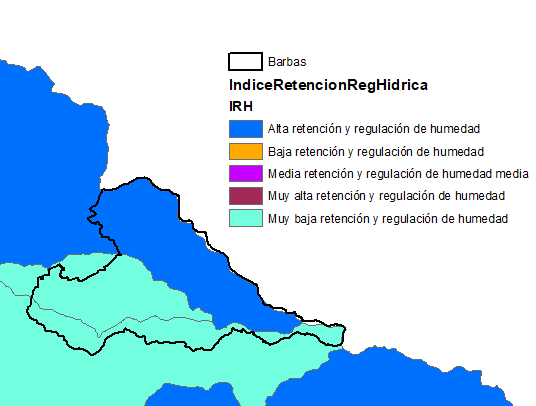 Barbas
IndiceRetencionRegHidrica
IRH
Alta retención y regulación de humedad
Baja retención y regulación de humedad
Media retención y regulación de humedad media
Muy alta retención y regulación de humedad
Muy baja retención y regulación de humedad